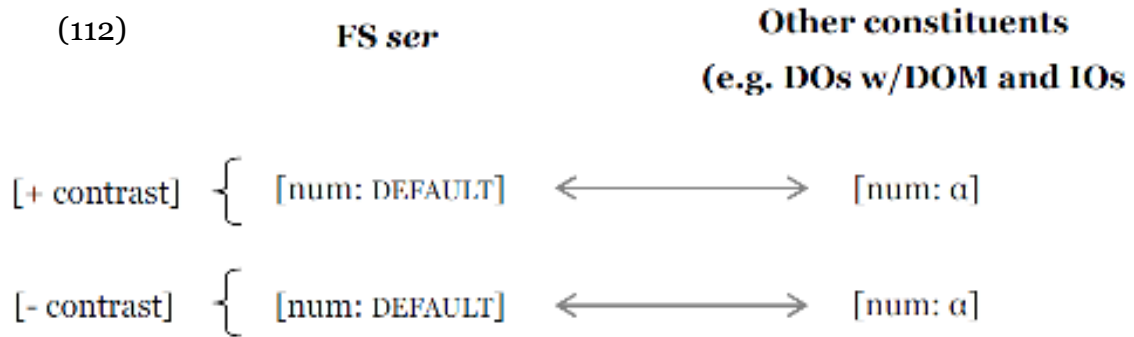 (112) FS ser Other constituents
(e.g. DOs w/DOM and IOs
[+ contrast] { [num: DEFAULT] [num: α]
[- contrast] { [num: DEFAULT] [num: α]